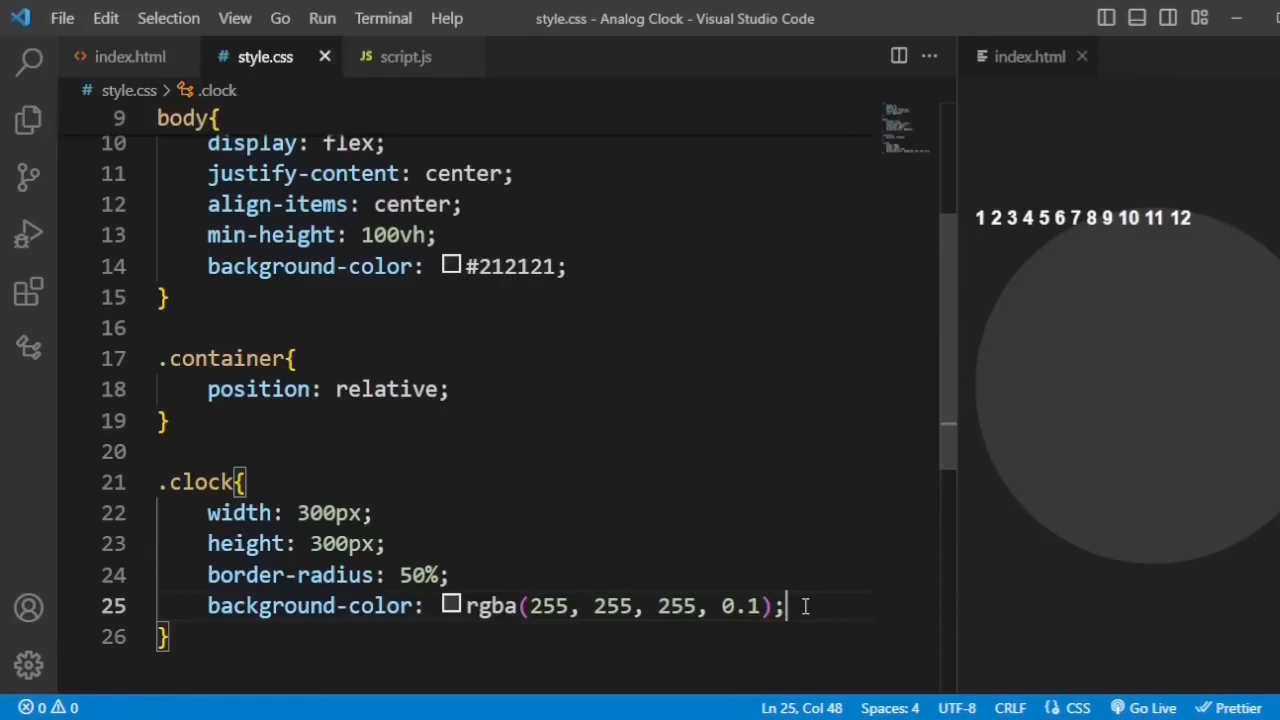 File Edit Selection View Go Run Terminal Help style.css - Analog Clock - Visual Studio Code
<> index.html # style.css × JS script.js ··· index.html ×
# style.css > .clock
9 body{
10 display: flex;
11 justify-content: center;
12 align-items: center;
13 min-height: 100vh;
14 background-color: #212121;
15 }
16
17 .container{
18 position: relative;
19 }
20
21 .clock{
22 width: 300px;
23 height: 300px;
24 border-radius: 50%;
25 background-color: rgba(255, 255, 255, 0.1);
26 }
1 2 3 4 5 6 7 8 9 10 11 12
0 0 Ln 25, Col 48 Spaces: 4 UTF-8 CRLF {} CSS Go Live Prettier